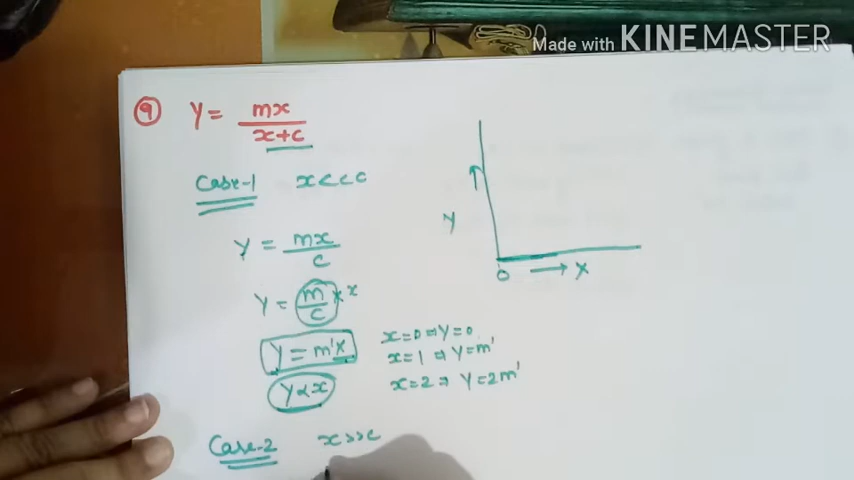 Made with KINEMASTER
⑨ Y = mx / x+c
Case-1 x<<c
Y = mx / c
Y = m/c × x
Y = m'x
Y∝x
x=0⇒Y=0
x=1 ⇒ Y=m'
x=2⇒ Y=2m'
Case-2 x>>c
Y
0 → X